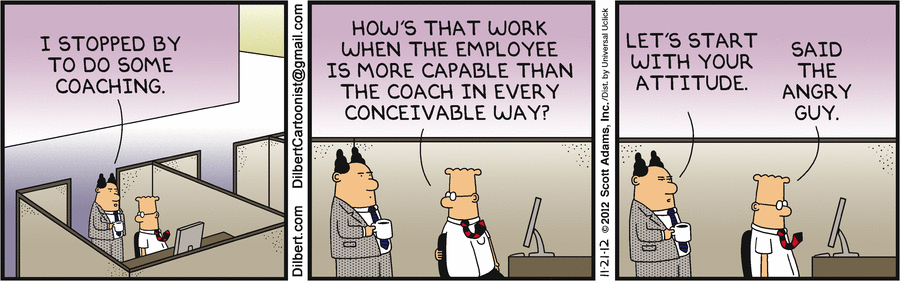 I STOPPED BY
TO DO SOME
COACHING.
Dilbert.com DilbertCartoonist@gmail.com
HOW'S THAT WORK
WHEN THE EMPLOYEE
IS MORE CAPABLE THAN
THE COACH IN EVERY
CONCEIVABLE WAY?
11-21-12 ©2012 Scott Adams, Inc./Dist. by Universal Uclick
LET'S START
WITH YOUR
ATTITUDE.
SAID
THE
ANGRY
GUY.